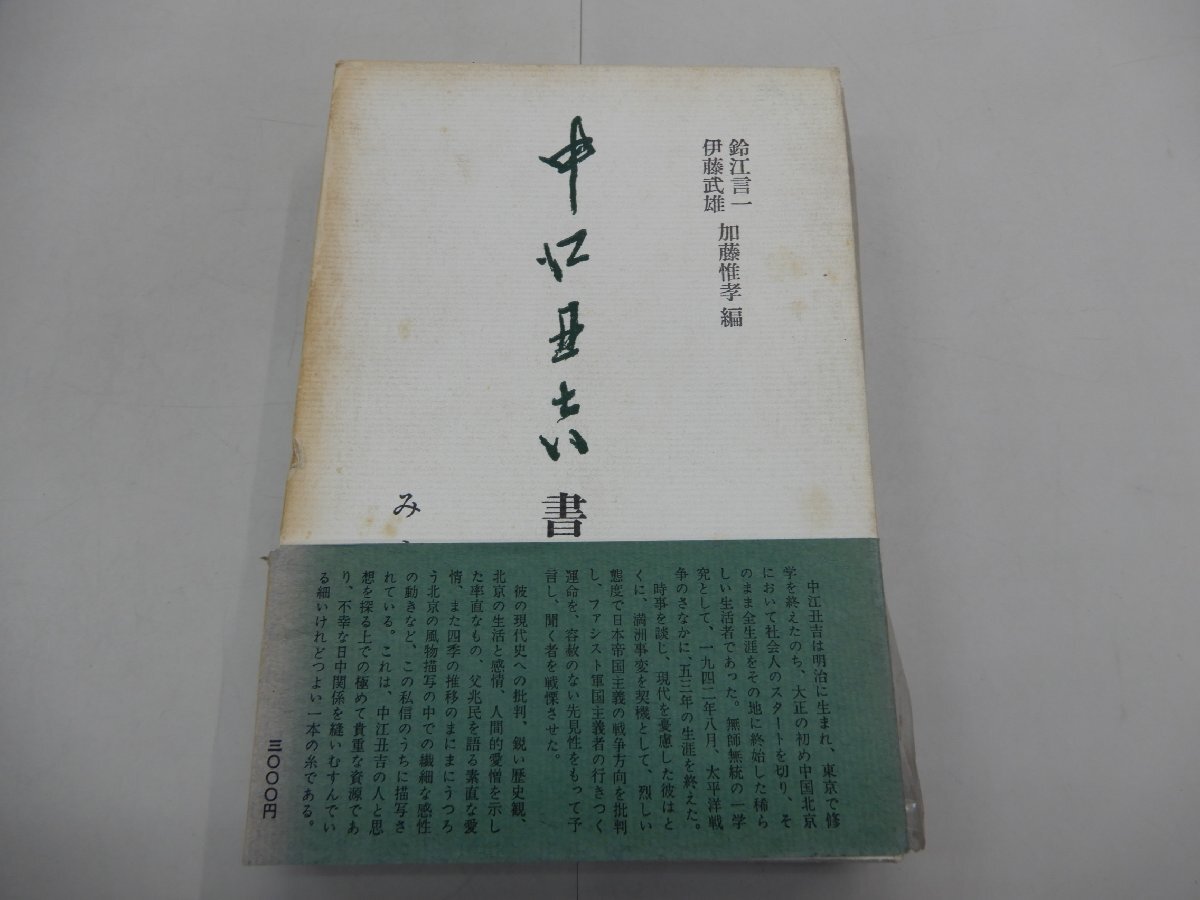 鈴江言一
伊藤武雄
加藤惟孝 編
中江丑吉書
み
中江丑吉は明治に生まれ、東京で修
学を終えたのち、大正の初め中国北京
において社会人のスタートを切り、そ
のまま全生涯をその地に終始した稀ら
しい生活者であった。無師無統の一学
究として、一九四二年八月、太平洋戦
争のさなかに、五三年の生涯を終えた。
時事を談じ、現代を憂慮した彼はと
くに、満洲事変を契機として、烈しい
態度で日本帝国主義の戦争方向を批判
し、ファシスト軍国主義者の行きつく
運命を、容赦のない先見性をもって予
言し、聞く者を戦慄させた。
彼の現代史への批判、鋭い歴史観、
北京の生活と感情、人間的愛憎を示し
た率直なもの、父兆民を語る素直な愛
情、また四季の推移のまにまにうつろ
う北京の風物描写の中での繊細な感性
の動きなど、この私信のうちに描写さ
れている。これは、中江丑吉の人と思
想を探る上での極めて貴重な資源であ
り、不幸な日中関係を縫いむすんでい
る細いけれどつよい一本の糸である。
三〇〇〇円